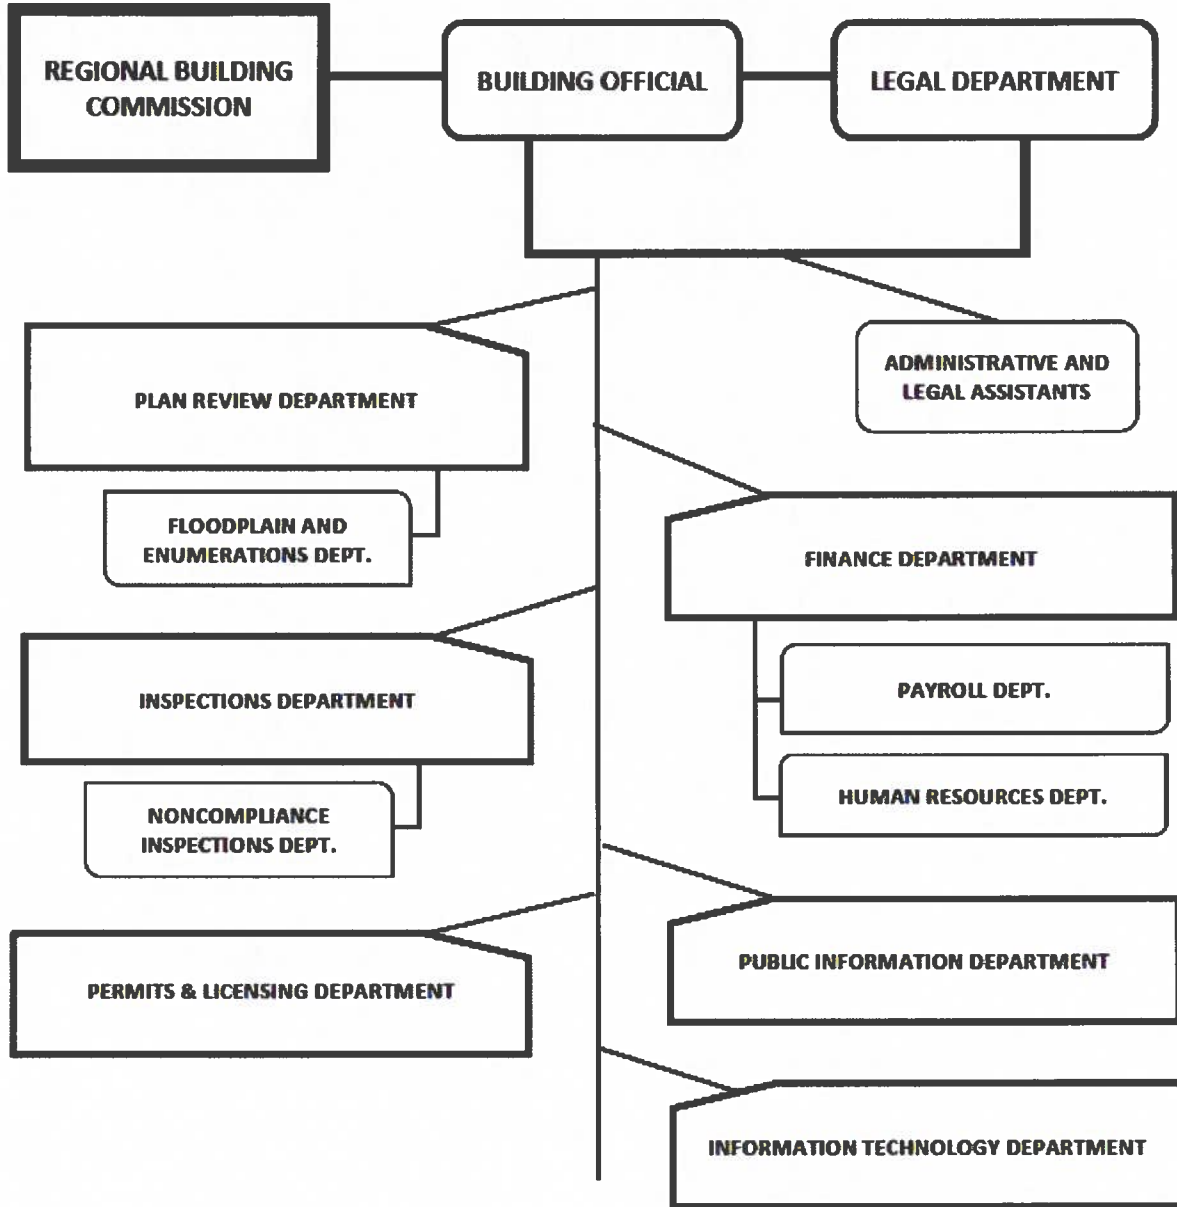 REGIONAL BUILDING
COMMISSION
BUILDING OFFICIAL
LEGAL DEPARTMENT
ADMINISTRATIVE AND
LEGAL ASSISTANTS
PLAN REVIEW DEPARTMENT
FLOODPLAIN AND
ENUMERATIONS DEPT.
FINANCE DEPARTMENT
PAYROLL DEPT.
HUMAN RESOURCES DEPT.
INSPECTIONS DEPARTMENT
NONCOMPLIANCE
INSPECTIONS DEPT.
PUBLIC INFORMATION DEPARTMENT
PERMITS & LICENSING DEPARTMENT
INFORMATION TECHNOLOGY DEPARTMENT